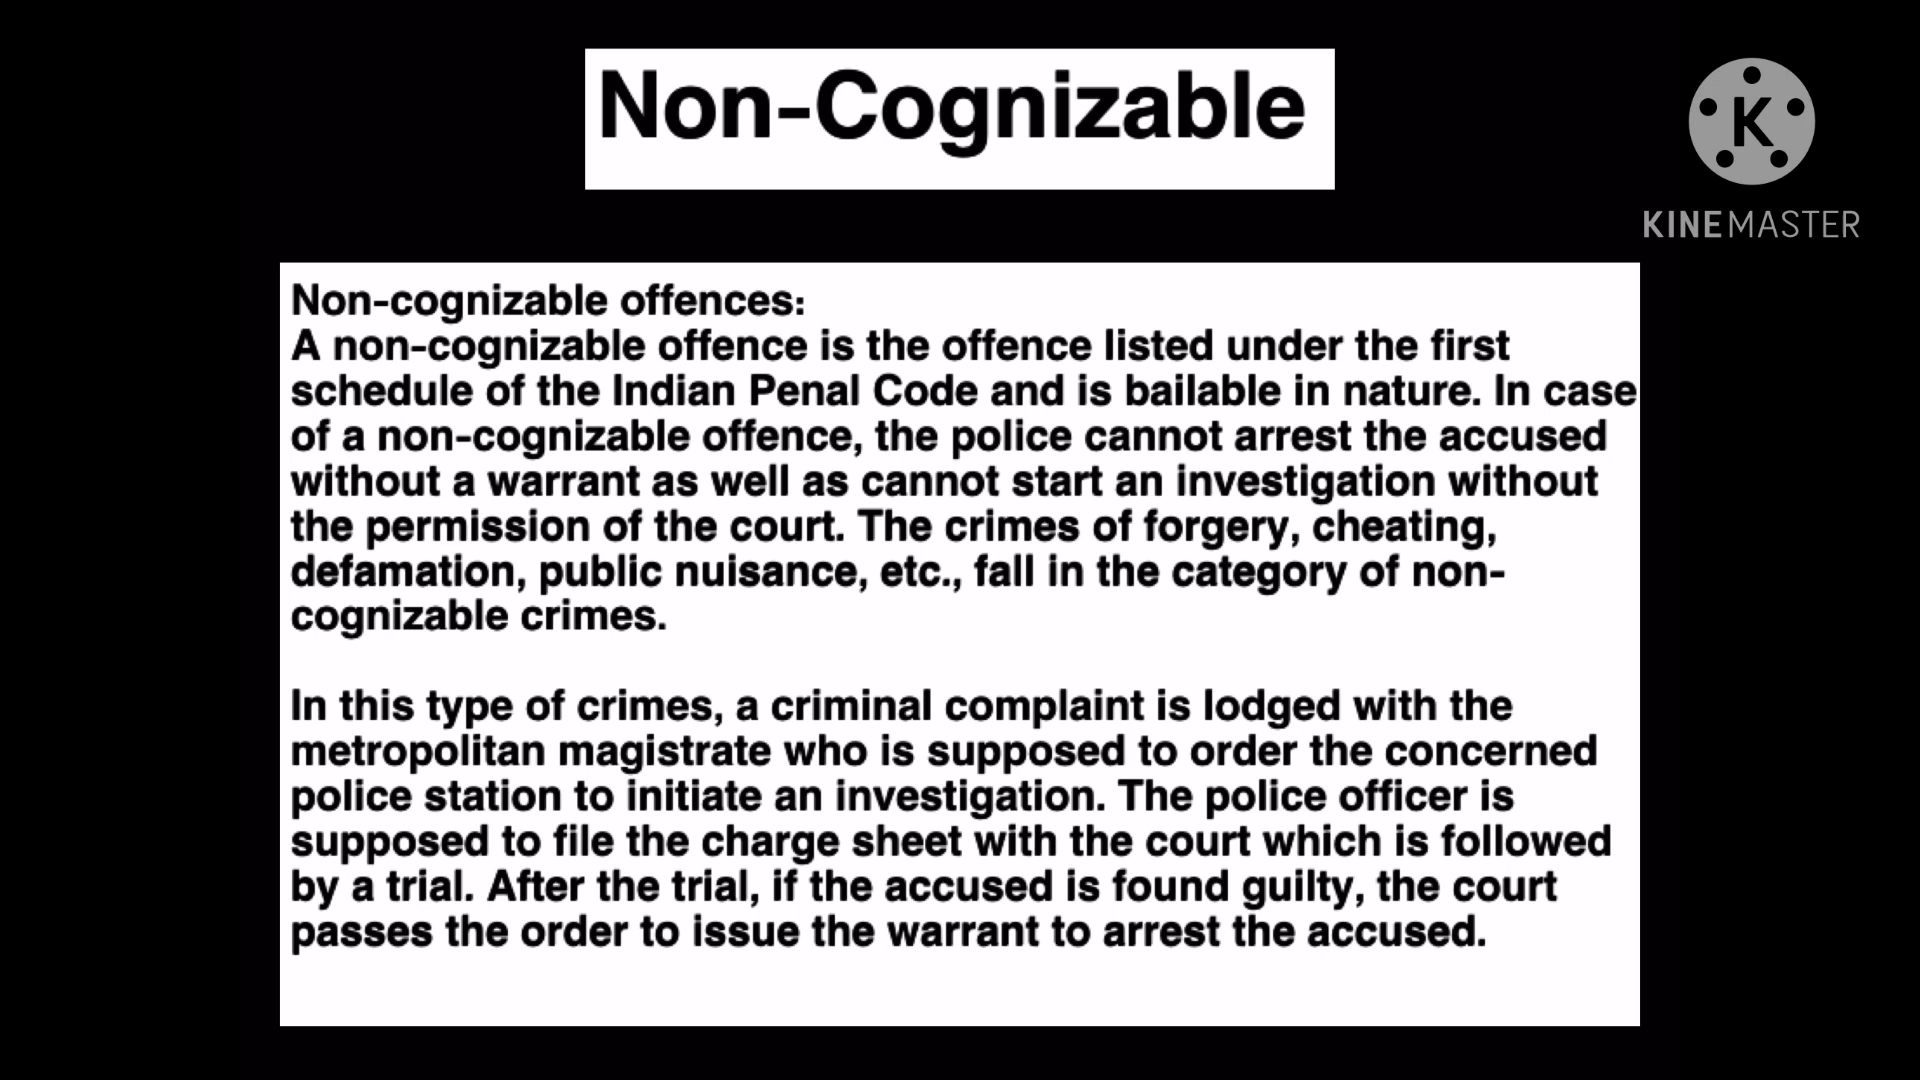 Non-Cognizable
K
KINEMASTER
Non-cognizable offences:
A non-cognizable offence is the offence listed under the first
schedule of the Indian Penal Code and is bailable in nature. In case
of a non-cognizable offence, the police cannot arrest the accused
without a warrant as well as cannot start an investigation without
the permission of the court. The crimes of forgery, cheating,
defamation, public nuisance, etc., fall in the category of non-
cognizable crimes.
In this type of crimes, a criminal complaint is lodged with the
metropolitan magistrate who is supposed to order the concerned
police station to initiate an investigation. The police officer is
supposed to file the charge sheet with the court which is followed
by a trial. After the trial, if the accused is found guilty, the court
passes the order to issue the warrant to arrest the accused.